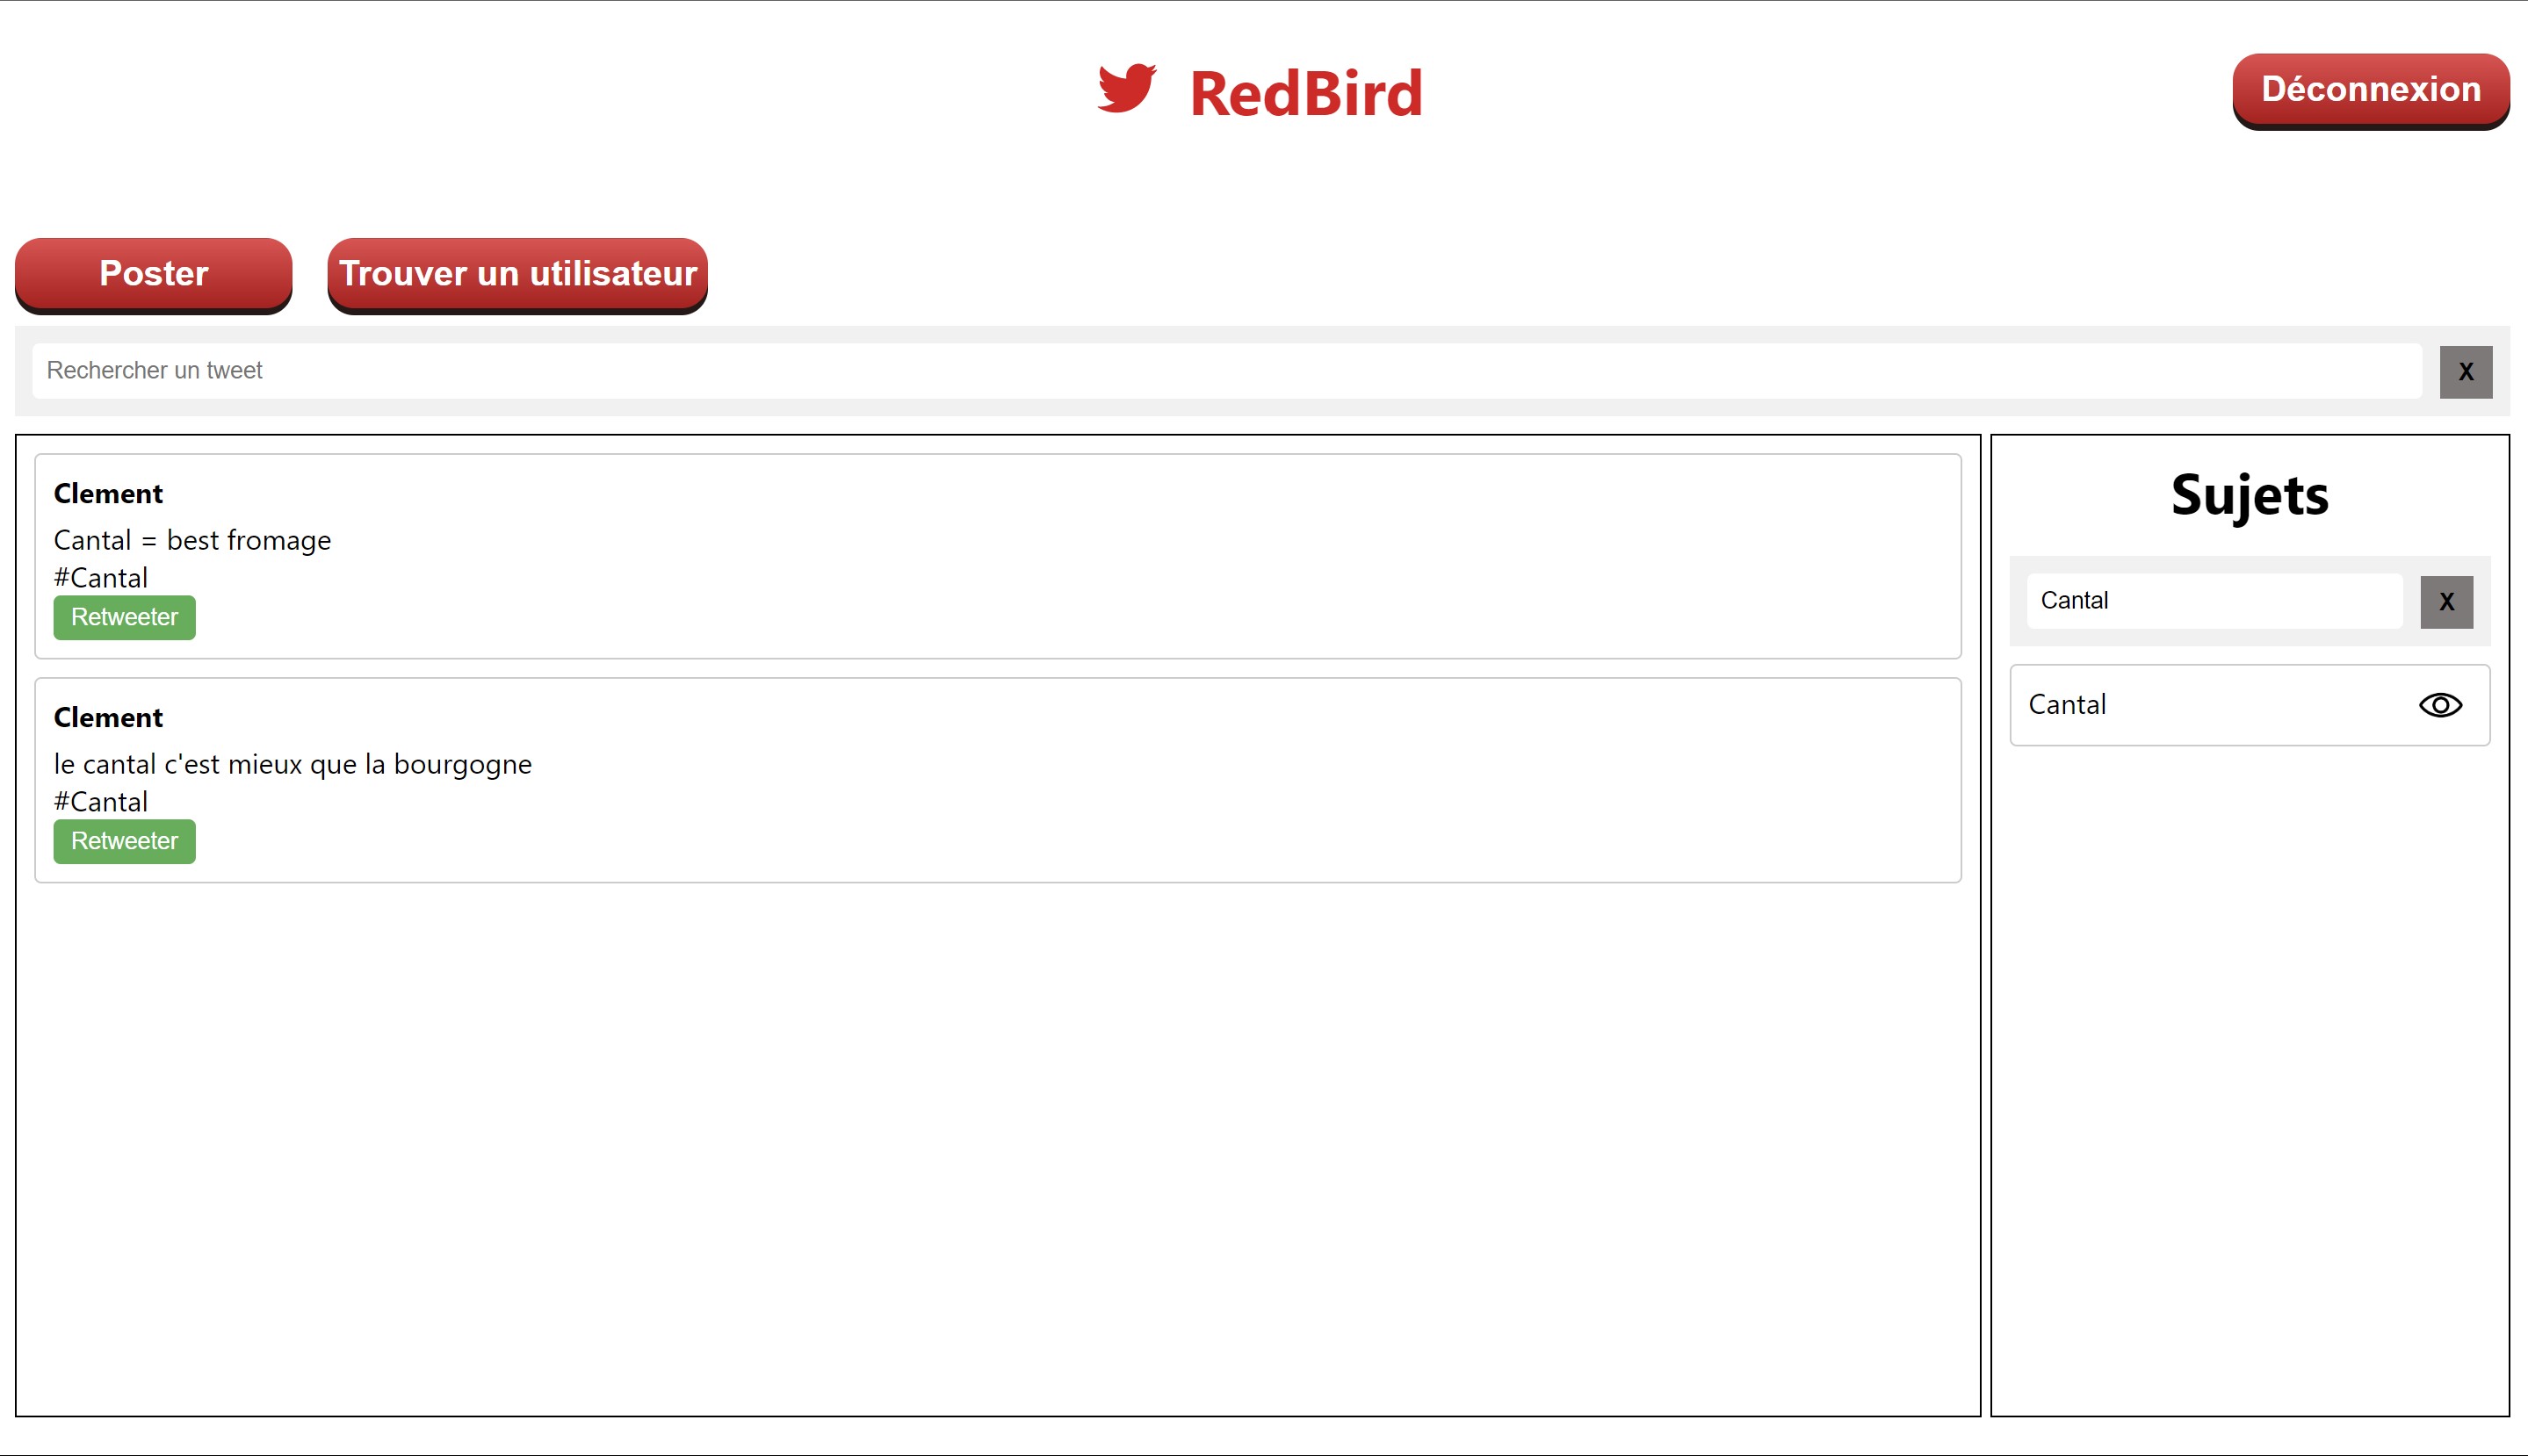 RedBird
Déconnexion
Poster
Trouver un utilisateur
Rechercher un tweet
X
Clement
Cantal = best fromage
#Cantal
Retweeter
Clement
le cantal c'est mieux que la bourgogne
#Cantal
Retweeter
Sujets
Cantal
X
Cantal